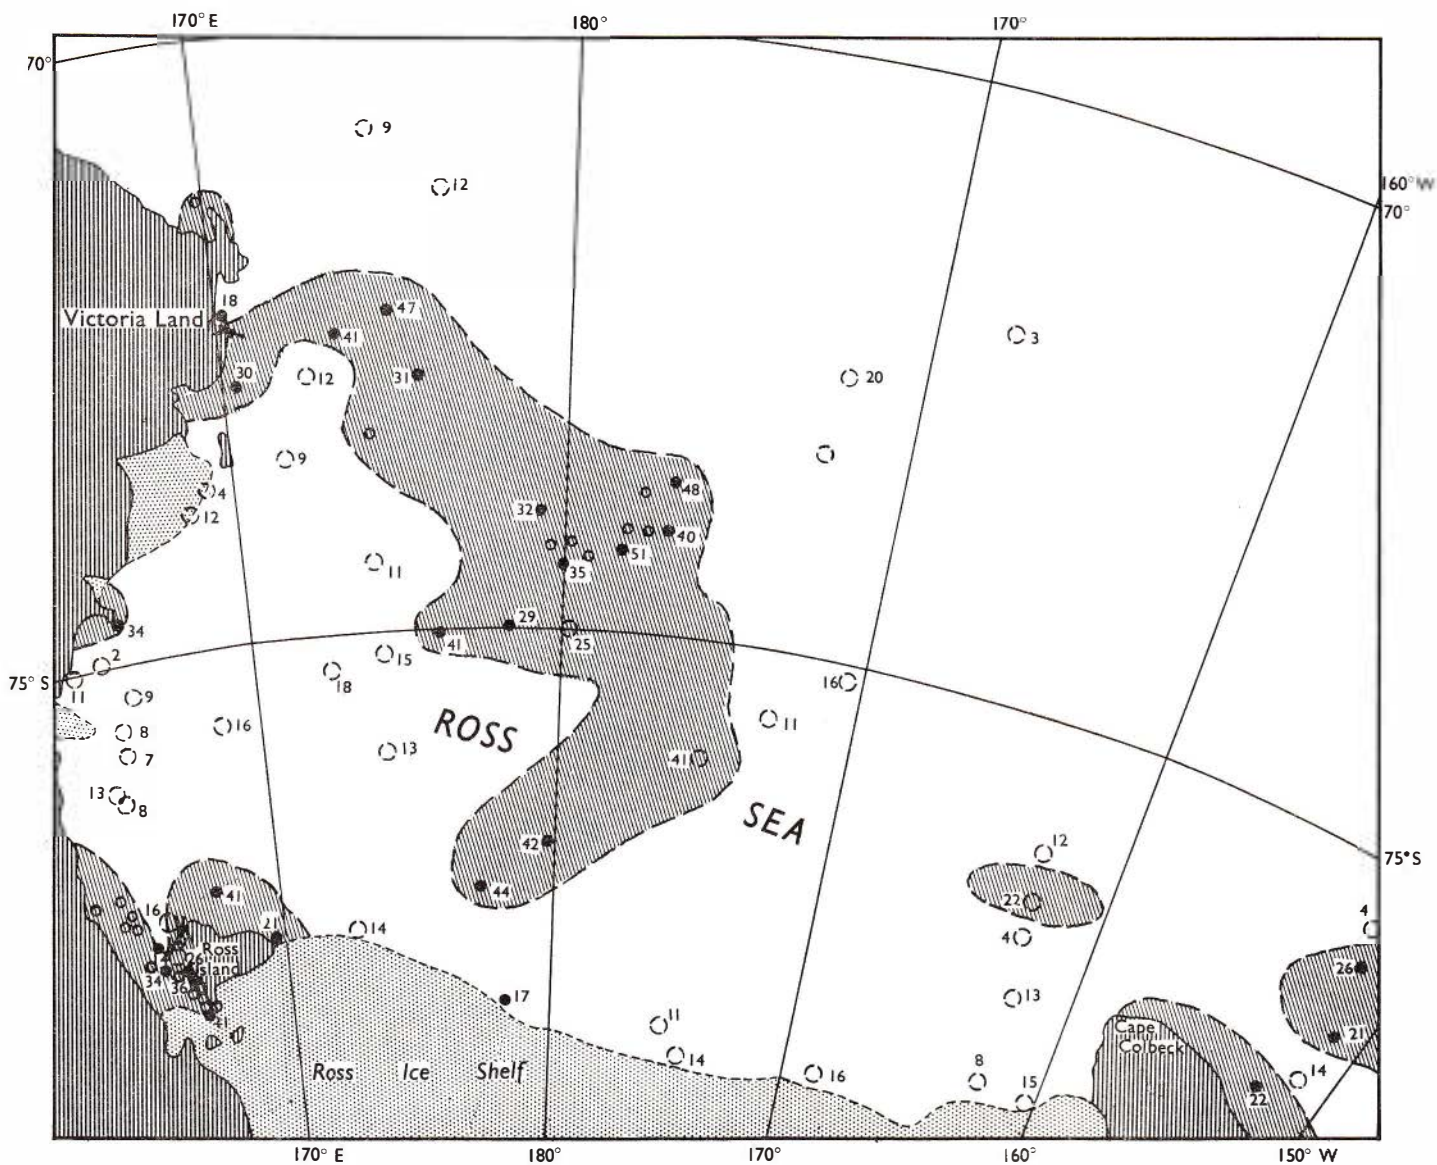 170° E 180° 170°
70°
9
12
160° W
70°
18 47
Victoria Land
41
3
30 12 31 20
9
4 48
12 32
40
51
11 35
34 29
41 25
2 15
75° S
11 18 16
9
8 16 ROSS 11
7 13 41
13
8 SEA
42 12
75° S
41 44
16 22 4
21 14 4
Ross
Island
26 26
34 36 17 13
41 11 Cape
Colbeck 21
14
Ross Ice Shelf 16 8 14
15 22
170° E 180° 170° 160° 150° W